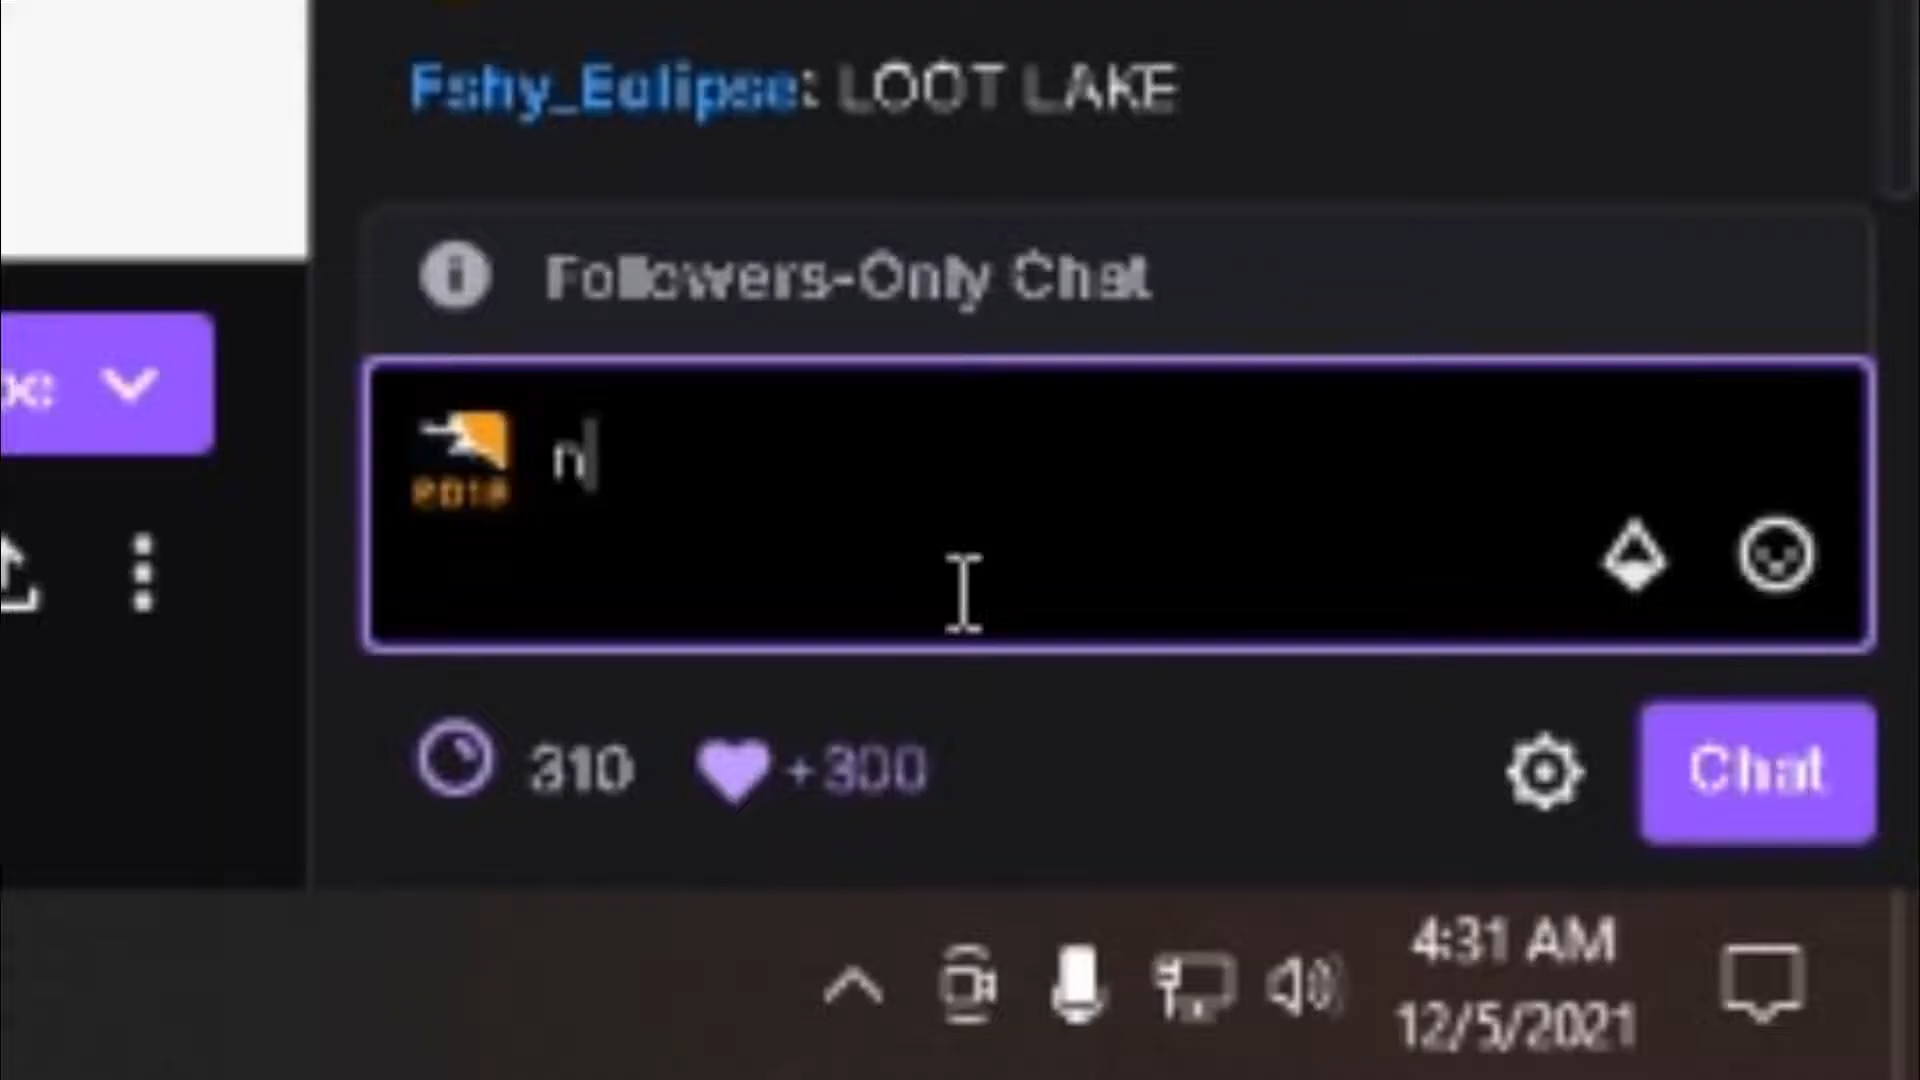 Fshy_Eclipse: LOOT LAKE
Followers-Only Chat
n
310 +300
Chat
4:31 AM
12/5/2021